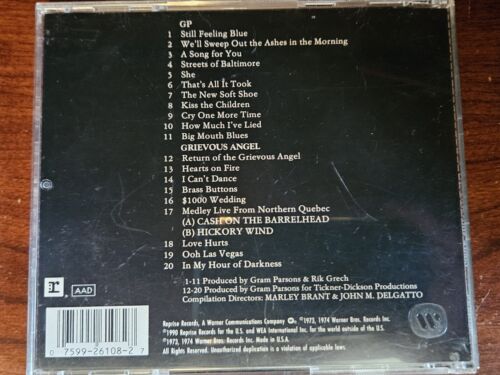 GP
1 Still Feeling Blue
2 We'll Sweep Out the Ashes in the Morning
3 A Song for You
4 Streets of Baltimore
5 She
6 That's All It Took
7 The New Soft Shoe
8 Kiss the Children
9 Cry One More Time
10 How Much I've Lied
11 Big Mouth Blues
GRIEVOUS ANGEL
12 Return of the Grievous Angel
13 Hearts on Fire
14 I Can't Dance
15 Brass Buttons
16 $1000 Wedding
17 Medley Live From Northern Quebec
(A) CASH ON THE BARRELHEAD
(B) HICKORY WIND
18 Love Hurts
19 Ooh Las Vegas
20 In My Hour of Darkness
1-11 Produced by Gram Parsons & Rik Grech
12-20 Produced by Gram Parsons for Tickner-Dickson Productions
Compilation Directors: MARLEY BRANT & JOHN M. DELGATTO
r AAD
Reprise Records, A Warner Communications Company ©1973, 1974 Warner Bros. Records Inc.
©1990 Reprise Records for the U.S. and WEA International Inc. for the world outside of the U.S.
℗1973, 1974 Warner Bros. Records Inc. Made in U.S.A.
All Rights Reserved. Unauthorized duplication is a violation of applicable laws.
0 7599-26108-2 7